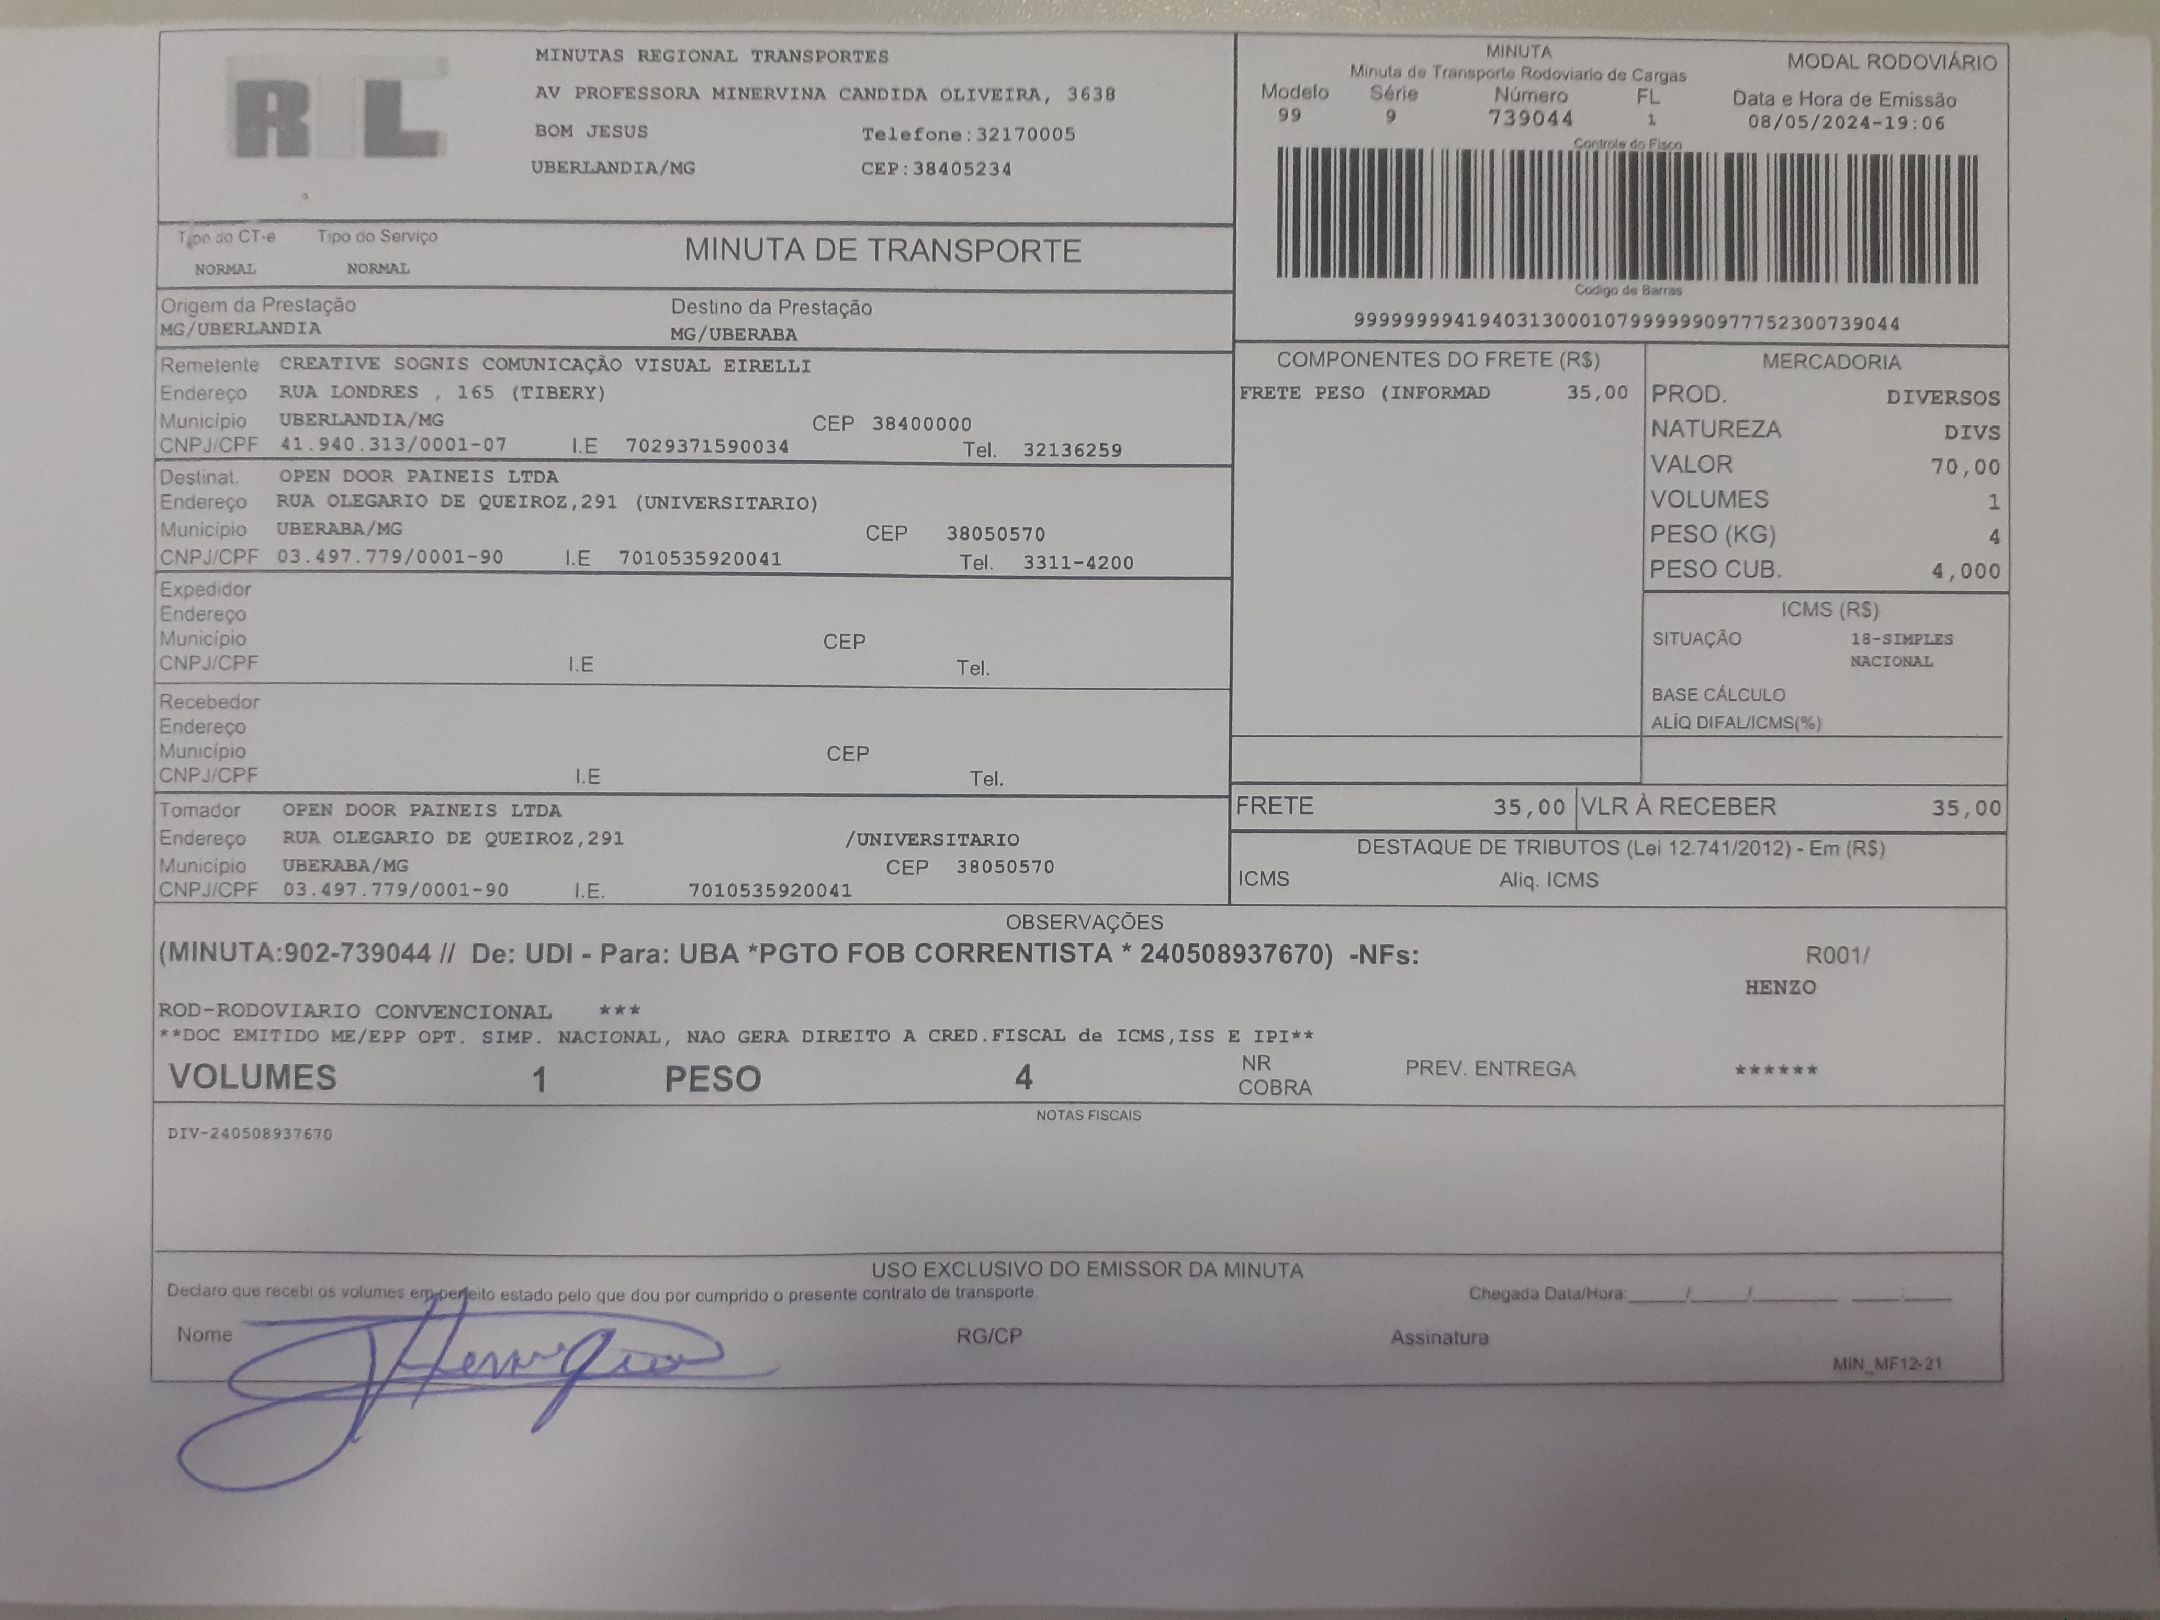 RTL
MINUTAS REGIONAL TRANSPORTES
AV PROFESSORA MINERVINA CANDIDA OLIVEIRA, 3638
BOM JESUS Telefone:32170005
UBERLANDIA/MG CEP:38405234
MINUTA
Minuta de Transporte Rodoviario de Cargas
MODAL RODOVIÁRIO
Modelo Série Número FL Data e Hora de Emissão
99 9 739044 1 08/05/2024-19:06
Controle do Fisco
Codigo de Barras
Tipo do CT-e Tipo do Serviço
NORMAL NORMAL
MINUTA DE TRANSPORTE
Origem da Prestação Destino da Prestação
MG/UBERLANDIA MG/UBERABA
Remetente CREATIVE SOGNIS COMUNICAÇÃO VISUAL EIRELLI
Endereço RUA LONDRES , 165 (TIBERY)
Município UBERLANDIA/MG CEP 38400000
CNPJ/CPF 41.940.313/0001-07 I.E 7029371590034 Tel. 32136259
Destinat. OPEN DOOR PAINEIS LTDA
Endereço RUA OLEGARIO DE QUEIROZ,291 (UNIVERSITARIO)
Município UBERABA/MG CEP 38050570
CNPJ/CPF 03.497.779/0001-90 I.E 7010535920041 Tel. 3311-4200
Expedidor
Endereço
Município CEP
CNPJ/CPF I.E Tel.
Recebedor
Endereço
Município CEP
CNPJ/CPF I.E Tel.
Tomador OPEN DOOR PAINEIS LTDA
Endereço RUA OLEGARIO DE QUEIROZ,291 /UNIVERSITARIO
Município UBERABA/MG CEP 38050570
CNPJ/CPF 03.497.779/0001-90 I.E. 7010535920041
COMPONENTES DO FRETE (R$)
FRETE PESO (INFORMAD 35,00
MERCADORIA
PROD. DIVERSOS
NATUREZA DIVS
VALOR 70,00
VOLUMES 1
PESO (KG) 4
PESO CUB. 4,000
ICMS (R$)
SITUAÇÃO 18-SIMPLES
NACIONAL
BASE CÁLCULO
ALÍQ DIFAL/ICMS(%)
FRETE 35,00 VLR À RECEBER 35,00
DESTAQUE DE TRIBUTOS (Lei 12.741/2012) - Em (R$)
ICMS Aliq. ICMS
OBSERVAÇÕES
(MINUTA:902-739044 // De: UDI - Para: UBA *PGTO FOB CORRENTISTA * 240508937670) -NFs: R001/
HENZO
ROD-RODOVIARIO CONVENCIONAL ***
**DOC EMITIDO ME/EPP OPT. SIMP. NACIONAL, NAO GERA DIREITO A CRED.FISCAL de ICMS,ISS E IPI**
VOLUMES 1 PESO 4 NR COBRA PREV. ENTREGA ******
NOTAS FISCAIS
DIV-240508937670
USO EXCLUSIVO DO EMISSOR DA MINUTA
Declaro que recebi os volumes em perfeito estado pelo que dou por cumprido o presente contrato de transporte. Chegada Data/Hora:____/____/______ ____:____
Nome RG/CP Assinatura
MIN_MF12-21